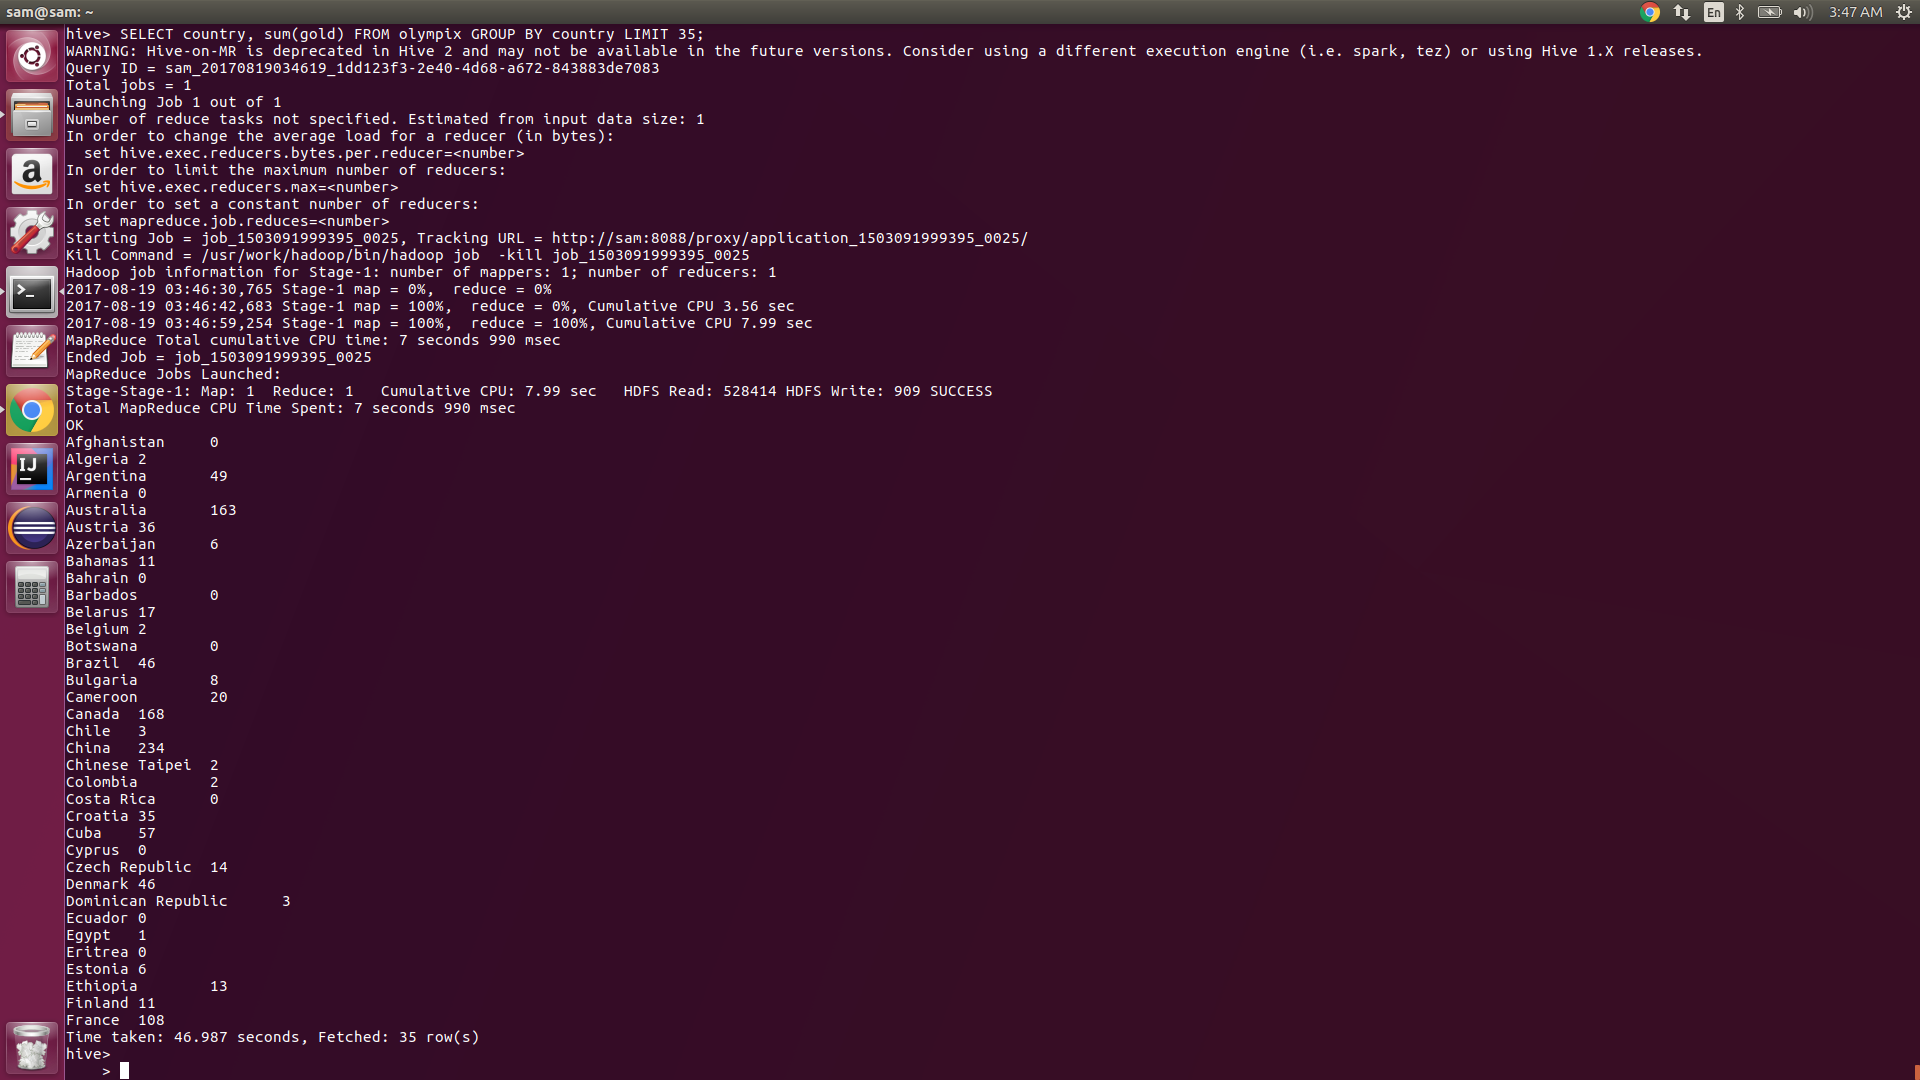 sam@sam: ~
En
3:47 AM
hive> SELECT country, sum(gold) FROM olympix GROUP BY country LIMIT 35;
WARNING: Hive-on-MR is deprecated in Hive 2 and may not be available in the future versions. Consider using a different execution engine (i.e. spark, tez) or using Hive 1.X releases.
Query ID = sam_20170819034619_1dd123f3-2e40-4d68-a672-843883de7083
Total jobs = 1
Launching Job 1 out of 1
Number of reduce tasks not specified. Estimated from input data size: 1
In order to change the average load for a reducer (in bytes):
  set hive.exec.reducers.bytes.per.reducer=<number>
In order to limit the maximum number of reducers:
  set hive.exec.reducers.max=<number>
In order to set a constant number of reducers:
  set mapreduce.job.reduces=<number>
Starting Job = job_1503091999395_0025, Tracking URL = http://sam:8088/proxy/application_1503091999395_0025/
Kill Command = /usr/work/hadoop/bin/hadoop job  -kill job_1503091999395_0025
Hadoop job information for Stage-1: number of mappers: 1; number of reducers: 1
2017-08-19 03:46:30,765 Stage-1 map = 0%,  reduce = 0%
2017-08-19 03:46:42,683 Stage-1 map = 100%,  reduce = 0%, Cumulative CPU 3.56 sec
2017-08-19 03:46:59,254 Stage-1 map = 100%,  reduce = 100%, Cumulative CPU 7.99 sec
MapReduce Total cumulative CPU time: 7 seconds 990 msec
Ended Job = job_1503091999395_0025
MapReduce Jobs Launched:
Stage-Stage-1: Map: 1  Reduce: 1   Cumulative CPU: 7.99 sec   HDFS Read: 528414 HDFS Write: 909 SUCCESS
Total MapReduce CPU Time Spent: 7 seconds 990 msec
OK
Afghanistan	0
Algeria	2
Argentina	49
Armenia	0
Australia	163
Austria	36
Azerbaijan	6
Bahamas	11
Bahrain	0
Barbados	0
Belarus	17
Belgium	2
Botswana	0
Brazil	46
Bulgaria	8
Cameroon	20
Canada	168
Chile	3
China	234
Chinese Taipei	2
Colombia	2
Costa Rica	0
Croatia	35
Cuba	57
Cyprus	0
Czech Republic	14
Denmark	46
Dominican Republic	3
Ecuador	0
Egypt	1
Eritrea	0
Estonia	6
Ethiopia	13
Finland	11
France	108
Time taken: 46.987 seconds, Fetched: 35 row(s)
hive>
    >
a
IJ
>_